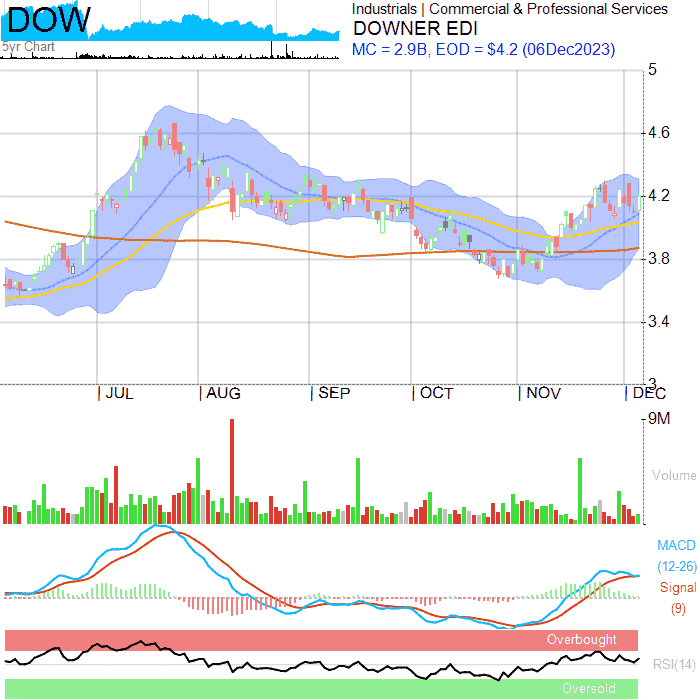 DOW
5yr Chart
Industrials | Commercial & Professional Services
DOWNER EDI
MC = 2.9B, EOD = $4.2 (06Dec2023)
5
4.6
4.2
3.8
3.4
3
JUL
AUG
SEP
OCT
NOV
DEC
9M
Volume
MACD
(12-26)
Signal
(9)
Overbought
RSI(14)
Oversold